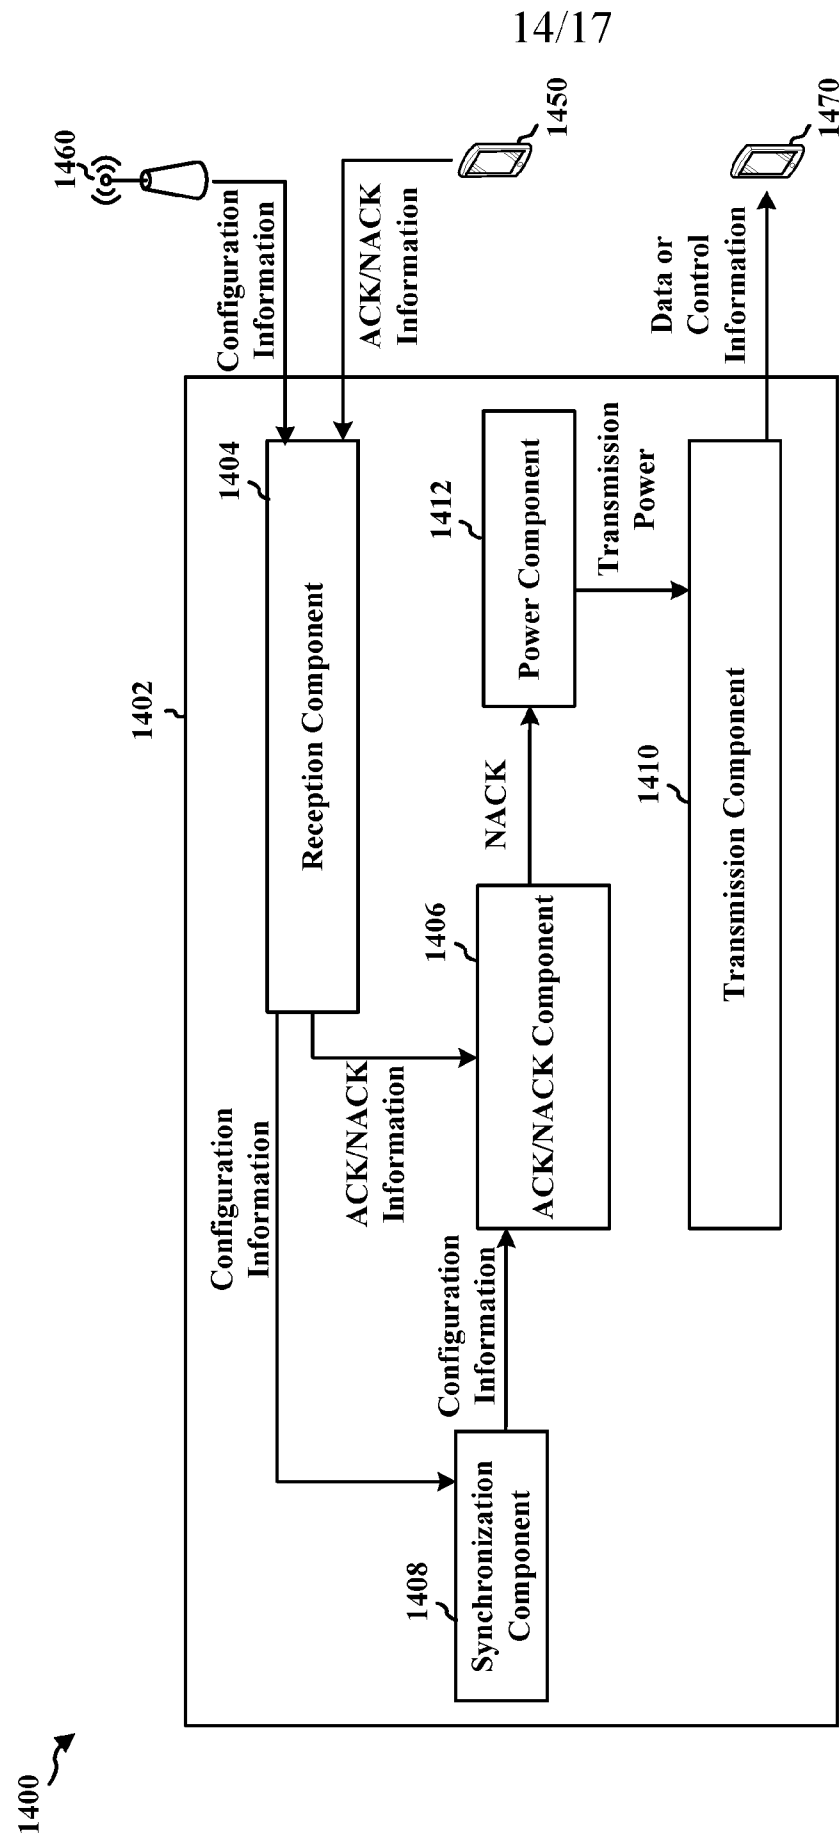 14/17
1400
1402
1460
Configuration
Information
1450
ACK/NACK
Information
1470
Data or
Control
Information
1404
Reception Component
Configuration
Information
ACK/NACK
Information
1408
Synchronization
Component
Configuration
Information
1406
ACK/NACK Component
NACK
1412
Power Component
Transmission
Power
1410
Transmission Component